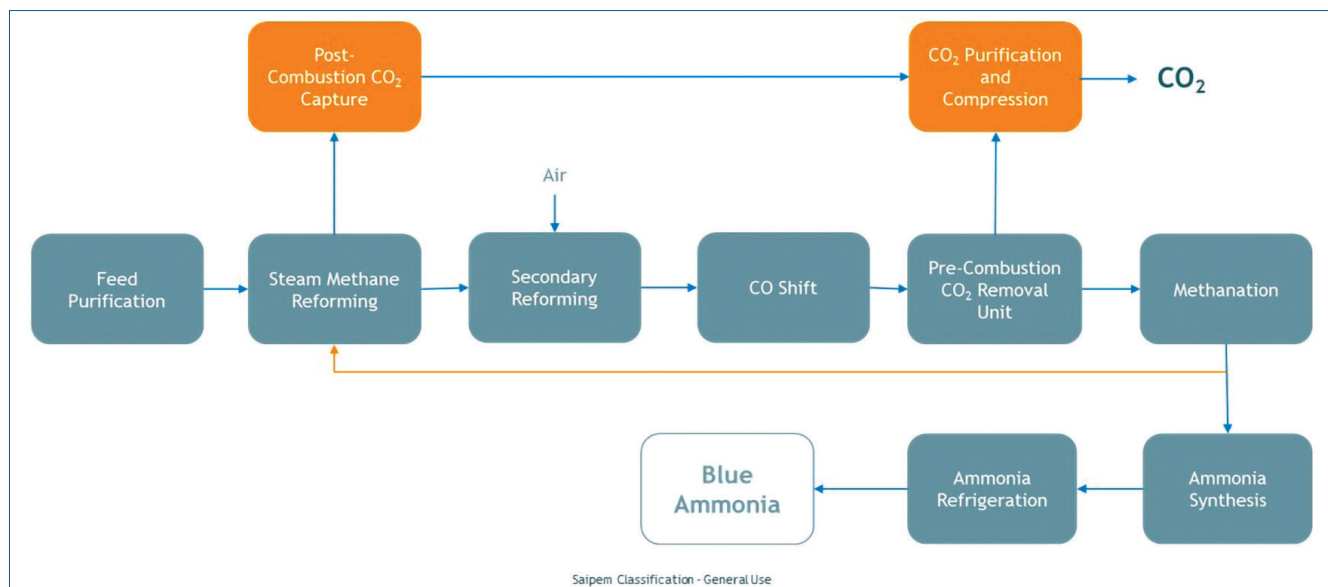 Post-
Combustion CO₂
Capture
CO₂ Purification
and
Compression
CO₂
Air
Feed
Purification
Steam Methane
Reforming
Secondary
Reforming
CO Shift
Pre-Combustion
CO₂ Removal
Unit
Methanation
Blue
Ammonia
Ammonia
Refrigeration
Ammonia
Synthesis
Saipem Classification - General Use